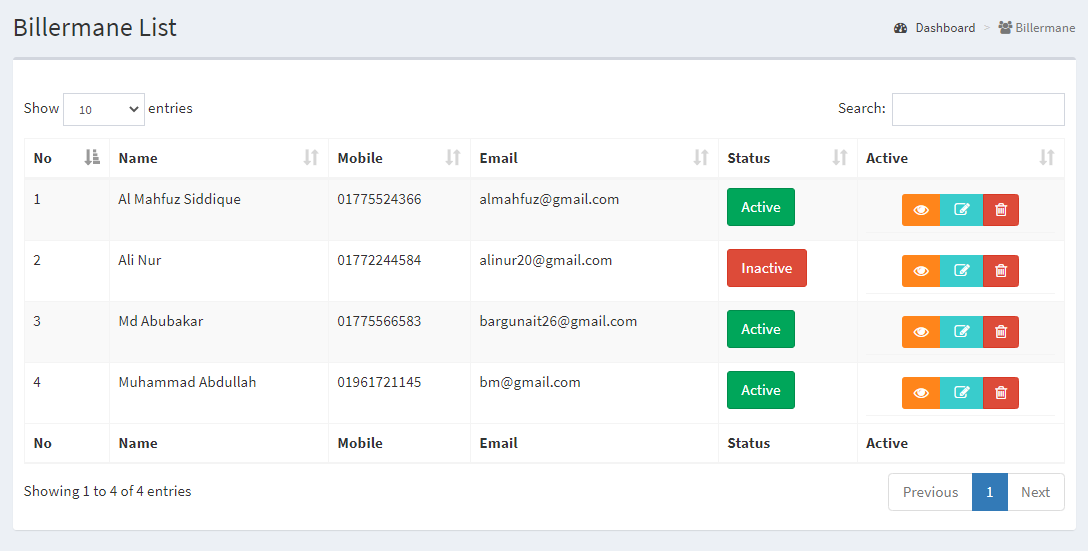 Billermane List
Dashboard > Billermane
Show 10 entries Search:
No Name Mobile Email Status Active
1 Al Mahfuz Siddique 01775524366 almahfuz@gmail.com Active
2 Ali Nur 01772244584 alinur20@gmail.com Inactive
3 Md Abubakar 01775566583 bargunait26@gmail.com Active
4 Muhammad Abdullah 01961721145 bm@gmail.com Active
No Name Mobile Email Status Active
Showing 1 to 4 of 4 entries Previous 1 Next